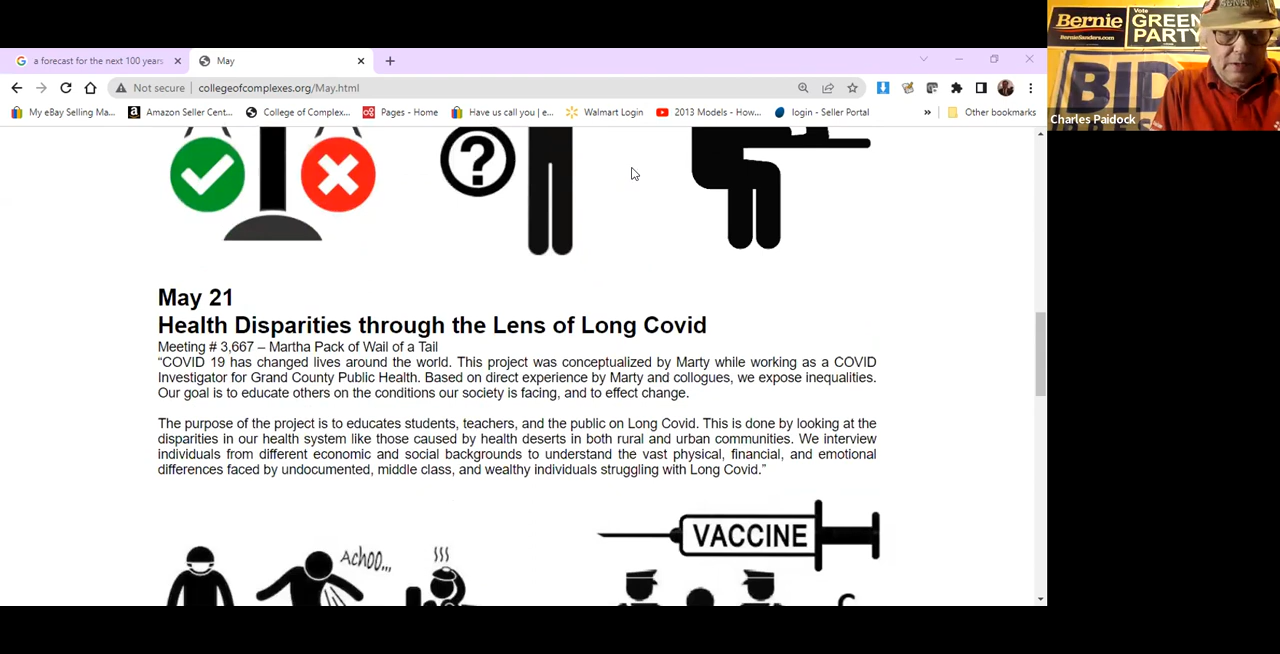 Bernie
BernieSanders.com
Vote
GREEN
PARTY
BID
Charles Paidock
a forecast for the next 100 years
May
Not secure
collegeofcomplexes.org/May.html
My eBay Selling Ma...
Amazon Seller Cent...
College of Complex...
Pages - Home
Have us call you | e...
Walmart Login
2013 Models - How...
login - Seller Portal
»
Other bookmarks
?
May 21
Health Disparities through the Lens of Long Covid
Meeting # 3,667 – Martha Pack of Wail of a Tail
“COVID 19 has changed lives around the world. This project was conceptualized by Marty while working as a COVID
Investigator for Grand County Public Health. Based on direct experience by Marty and collogues, we expose inequalities.
Our goal is to educate others on the conditions our society is facing, and to effect change.
The purpose of the project is to educates students, teachers, and the public on Long Covid. This is done by looking at the
disparities in our health system like those caused by health deserts in both rural and urban communities. We interview
individuals from different economic and social backgrounds to understand the vast physical, financial, and emotional
differences faced by undocumented, middle class, and wealthy individuals struggling with Long Covid.”
VACCINE
Achoo...